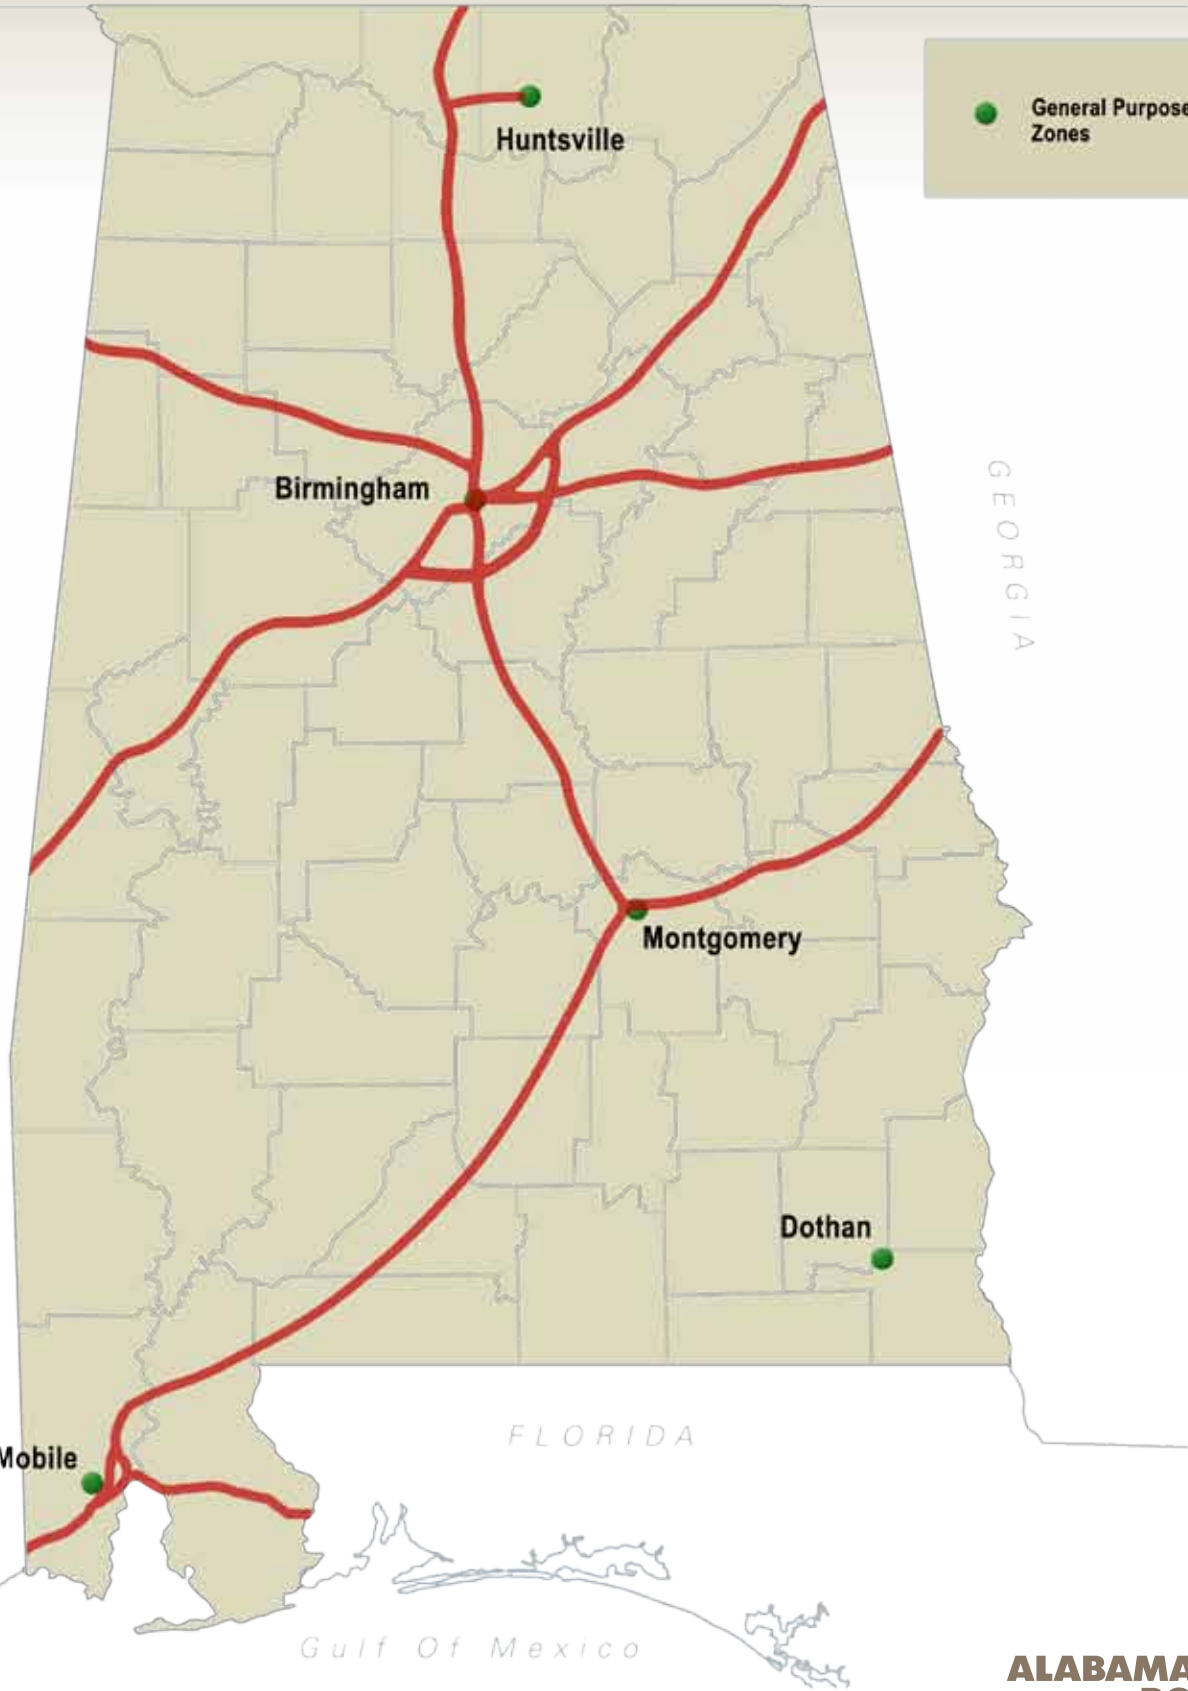 General Purpose
Zones
Huntsville
Birmingham
GEORGIA
Montgomery
Dothan
FLORIDA
Mobile
Gulf Of Mexico
ALABAMA